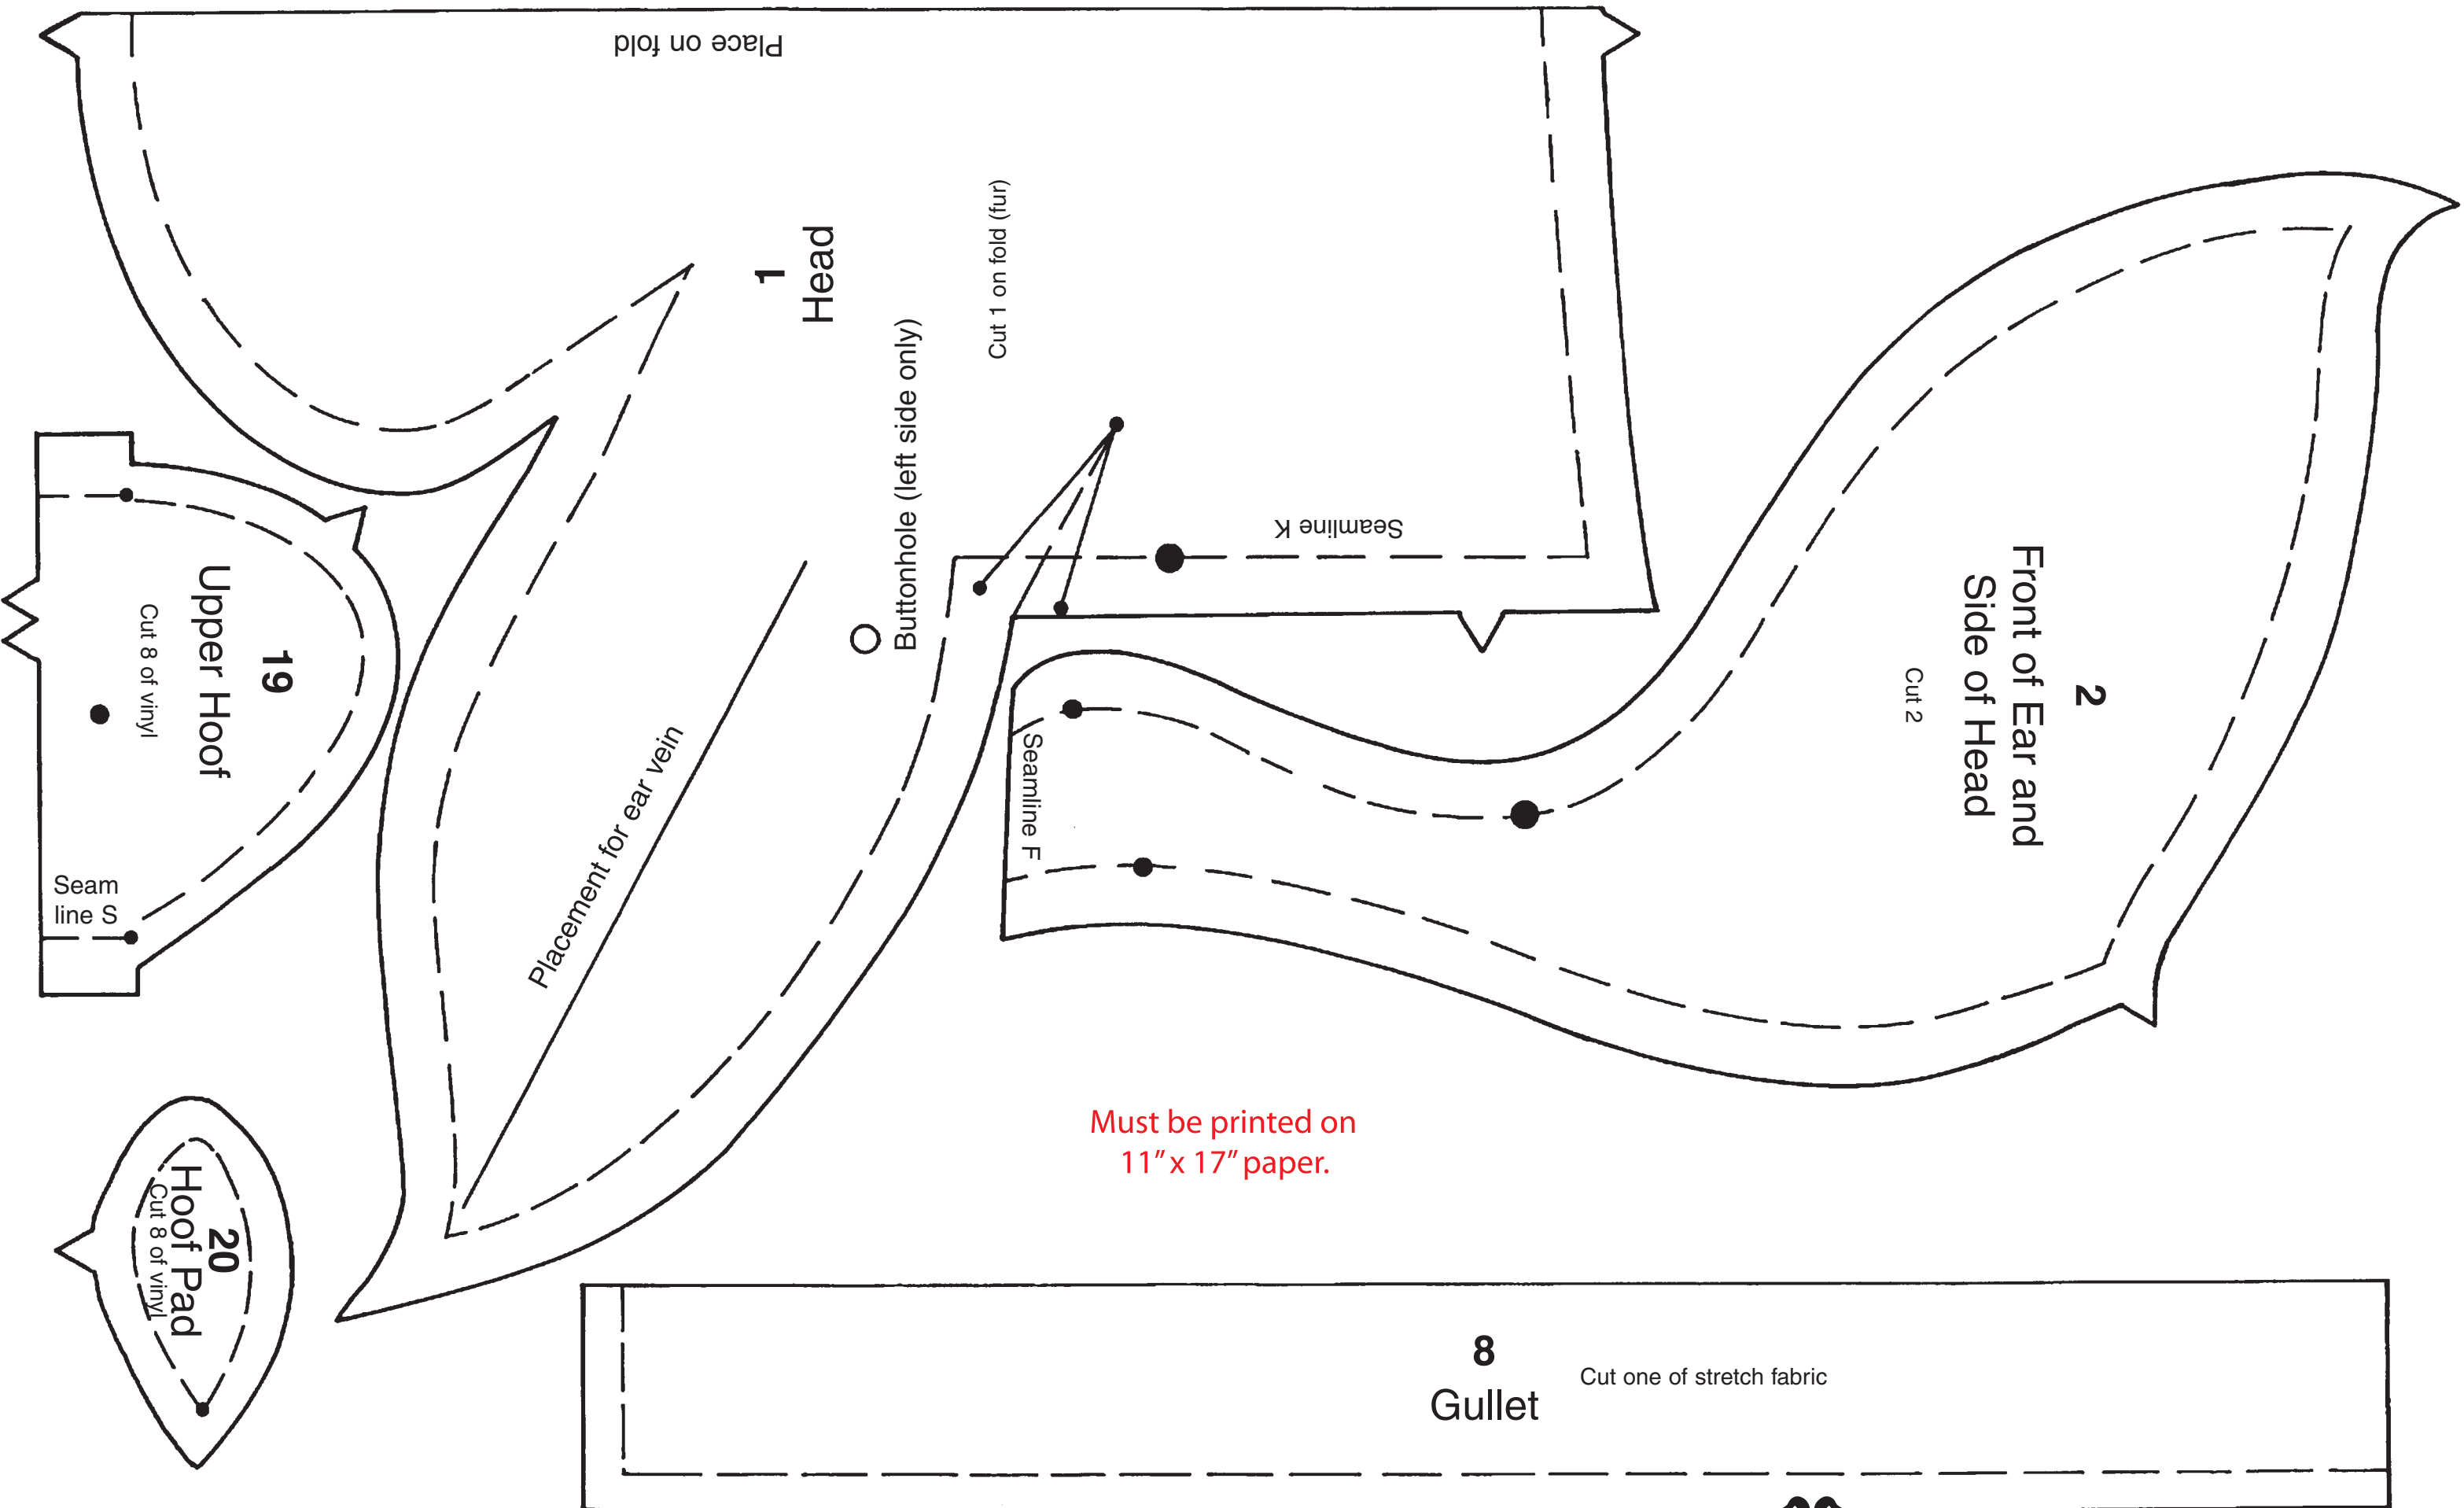 Place on fold
1
Head
Cut 1 on fold (fur)
Buttonhole (left side only)
Seamline K
Placement for ear vein
19
Upper Hoof
Cut 8 of vinyl
Seam
line S
2
Front of Ear and
Side of Head
Cut 2
Seamline F
Must be printed on
11" x 17" paper.
20
Hoof Pad
Cut 8 of vinyl
8
Gullet
Cut one of stretch fabric